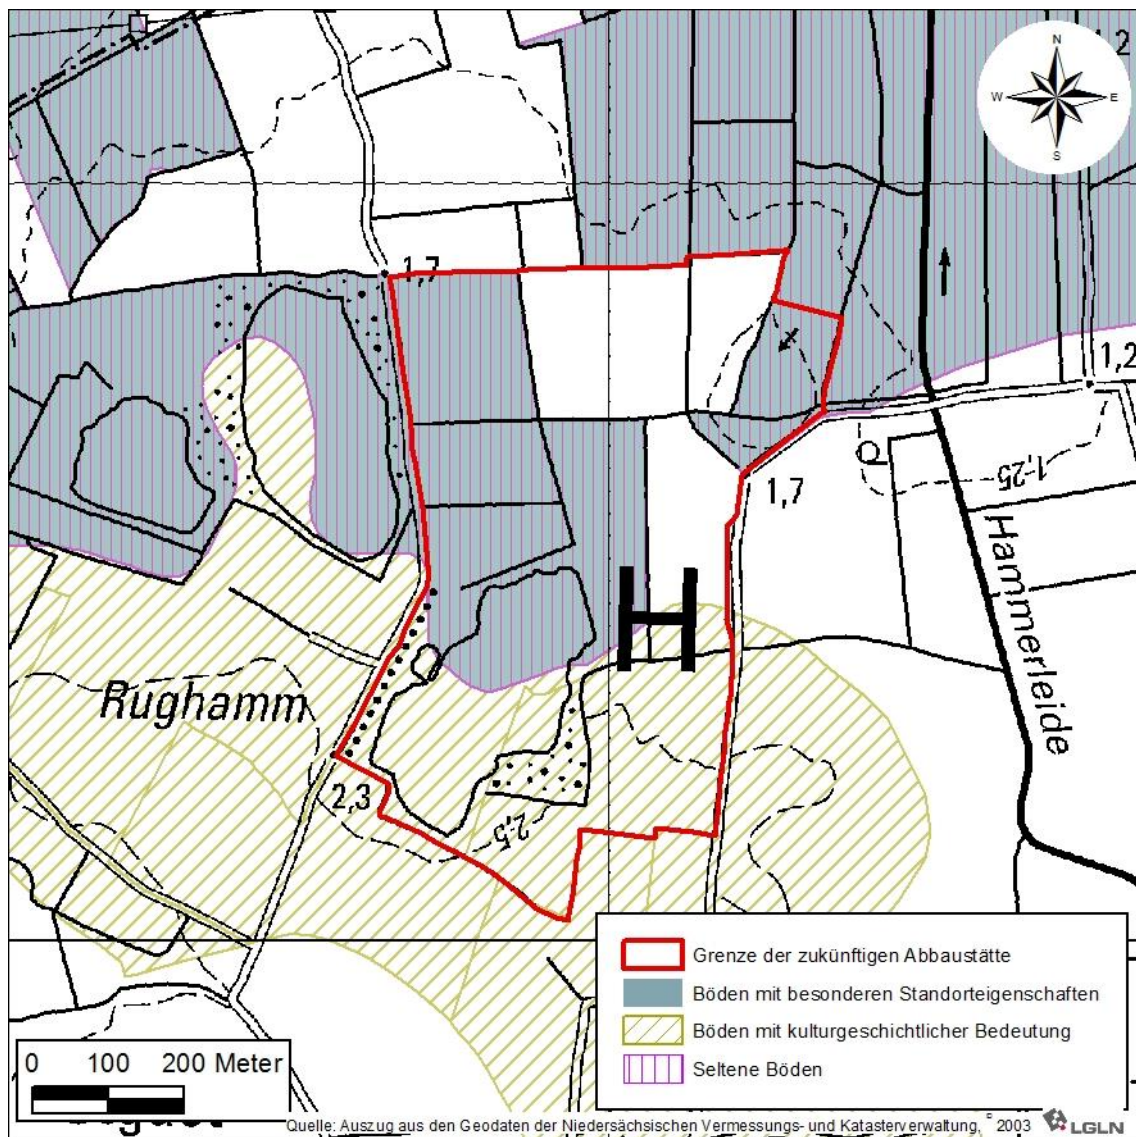 N
W E
S
1,2
1,7
1,2
1,7
1-25
Hammerleide
H
Rughamm
2,3
2,5
Grenze der zukünftigen Abbaustätte
Böden mit besonderen Standorteigenschaften
Böden mit kulturgeschichtlicher Bedeutung
Seltene Böden
0 100 200 Meter
Quelle: Auszug aus den Geodaten der Niedersächsischen Vermessungs- und Katasterverwaltung, © 2003 LGLN